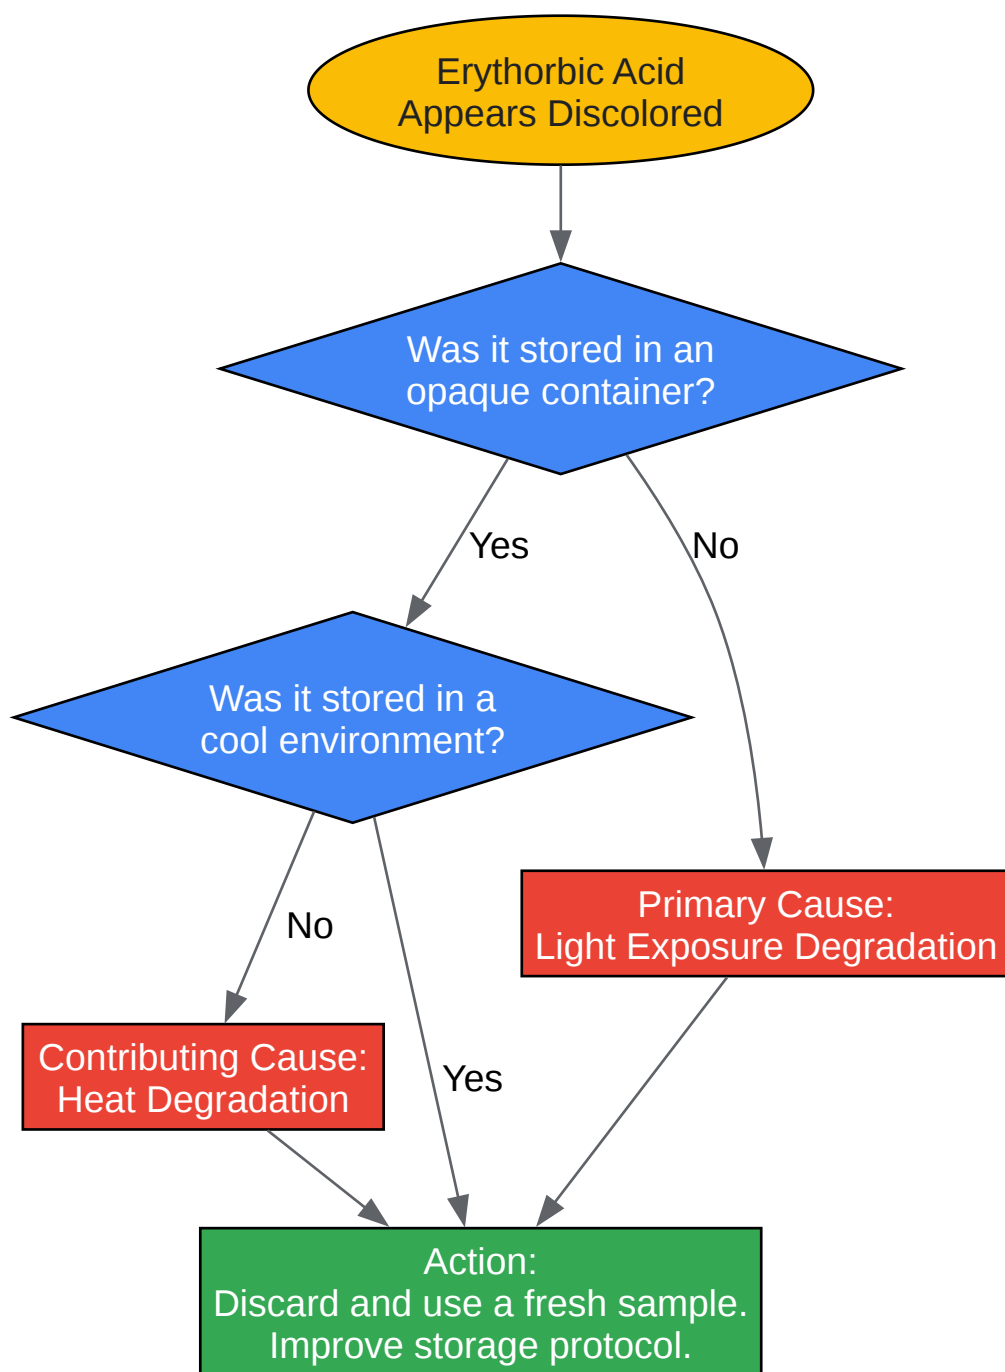 Erythorbic Acid
Appears Discolored
Was it stored in an
opaque container?
Yes
No
Was it stored in a
cool environment?
Primary Cause:
Light Exposure Degradation
No
Contributing Cause:
Heat Degradation
Yes
Action:
Discard and use a fresh sample.
Improve storage protocol.